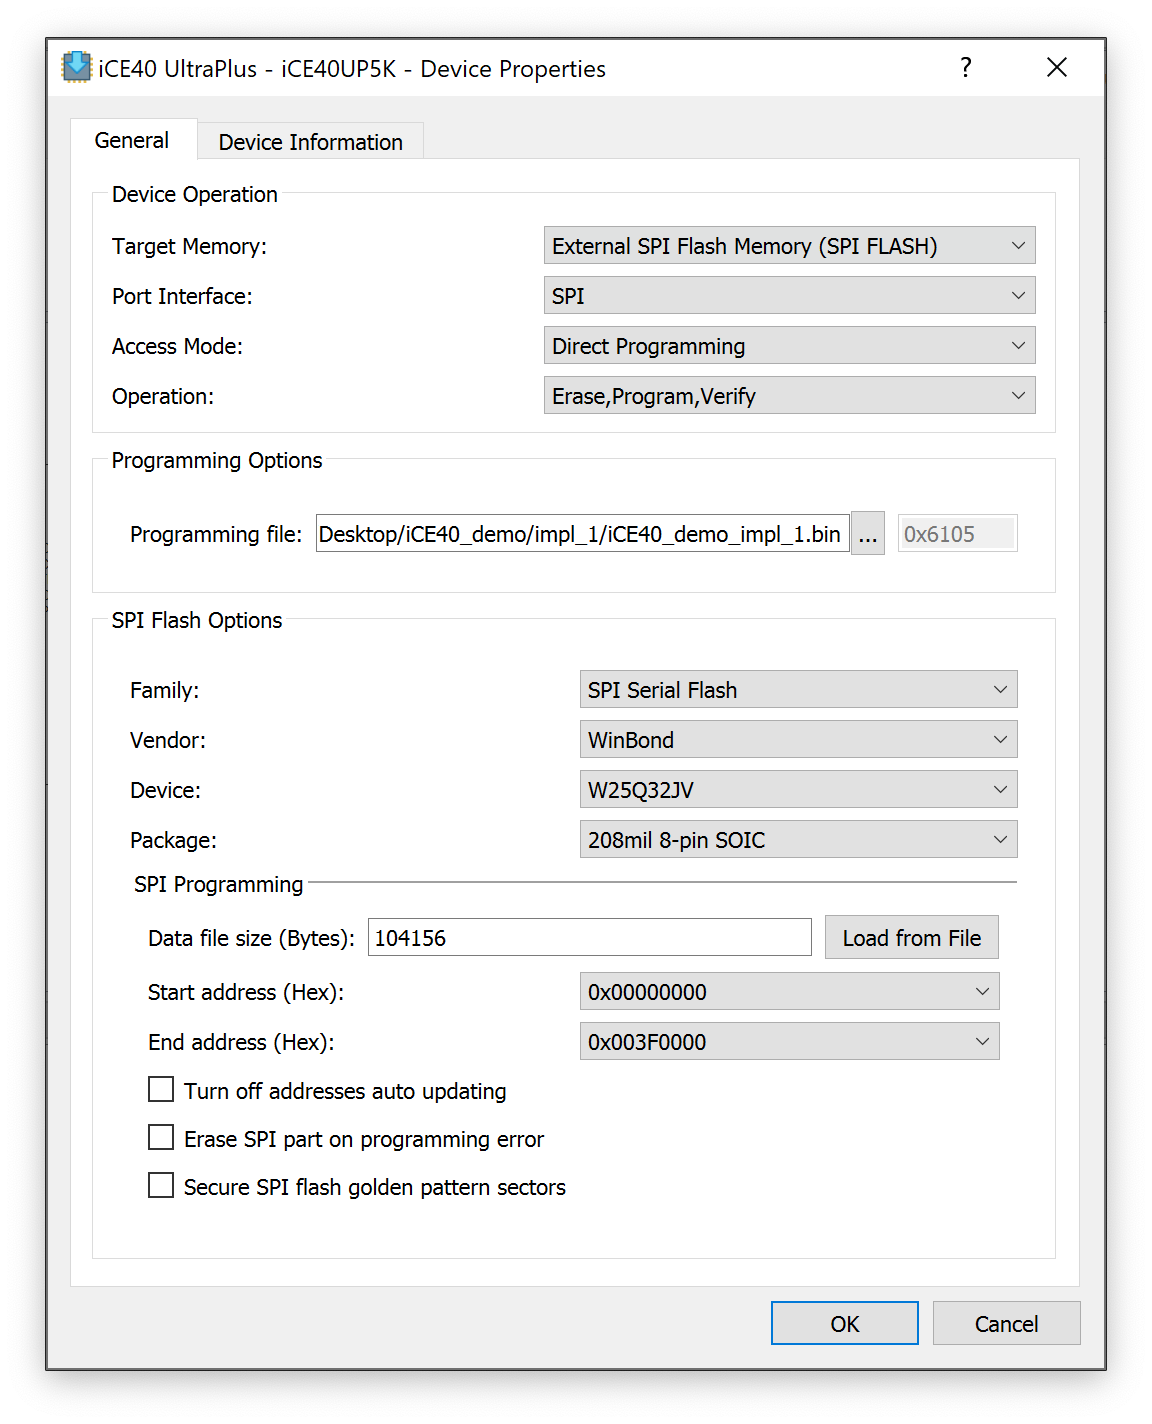 iCE40 UltraPlus - iCE40UP5K - Device Properties ?
General Device Information
Device Operation
Target Memory: External SPI Flash Memory (SPI FLASH)
Port Interface: SPI
Access Mode: Direct Programming
Operation: Erase,Program,Verify
Programming Options
Programming file: Desktop/iCE40_demo/impl_1/iCE40_demo_impl_1.bin ... 0x6105
SPI Flash Options
Family: SPI Serial Flash
Vendor: WinBond
Device: W25Q32JV
Package: 208mil 8-pin SOIC
SPI Programming
Data file size (Bytes): 104156 Load from File
Start address (Hex): 0x00000000
End address (Hex): 0x003F0000
Turn off addresses auto updating
Erase SPI part on programming error
Secure SPI flash golden pattern sectors
OK Cancel